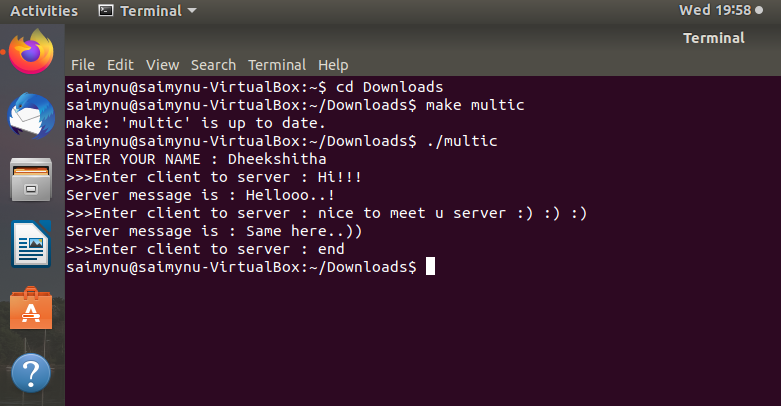 Activities Terminal Wed 19:58
Terminal
File Edit View Search Terminal Help
saimynu@saimynu-VirtualBox:~$ cd Downloads
saimynu@saimynu-VirtualBox:~/Downloads$ make multic
make: 'multic' is up to date.
saimynu@saimynu-VirtualBox:~/Downloads$ ./multic
ENTER YOUR NAME : Dheekshitha
>>>Enter client to server : Hi!!!
Server message is : Hellooo..!
>>>Enter client to server : nice to meet u server :) :) :)
Server message is : Same here..))
>>>Enter client to server : end
saimynu@saimynu-VirtualBox:~/Downloads$